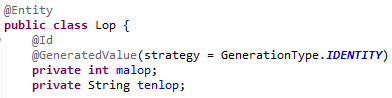 @Entity
public class Lop {
@Id
@GeneratedValue(strategy = GenerationType.IDENTITY)
private int malop;
private String tenlop;